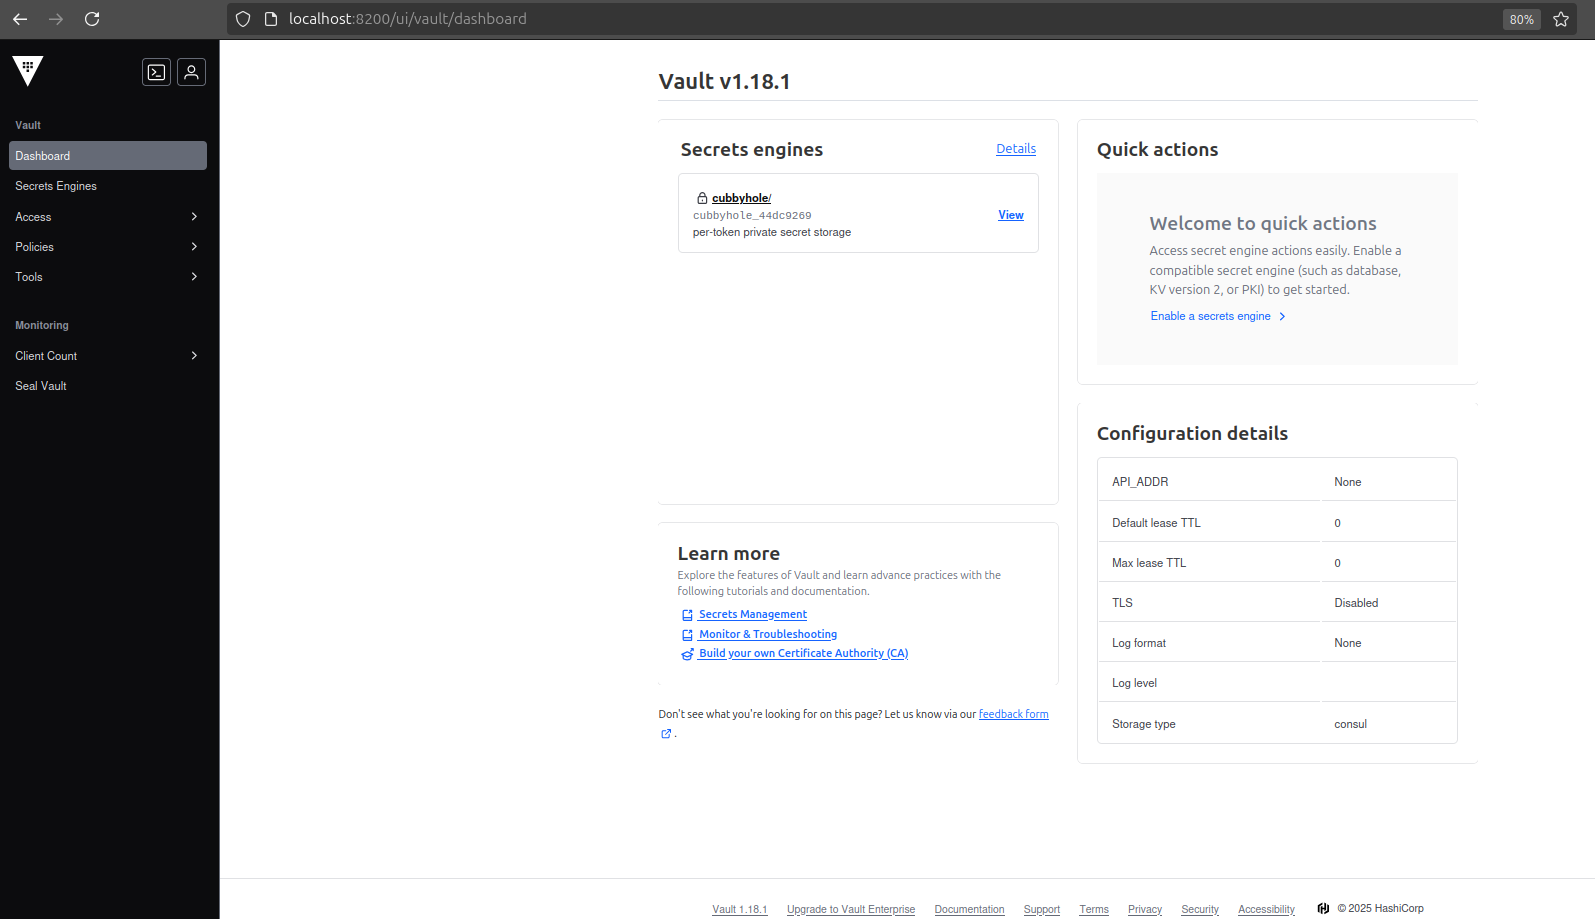 localhost:8200/ui/vault/dashboard
80%
Vault
Dashboard
Secrets Engines
Access
Policies
Tools
Monitoring
Client Count
Seal Vault
Vault v1.18.1
Secrets engines
Details
cubbyhole/
cubbyhole_44dc9269
View
per-token private secret storage
Learn more
Explore the features of Vault and learn advance practices with the
following tutorials and documentation.
Secrets Management
Monitor & Troubleshooting
Build your own Certificate Authority (CA)
Don't see what you're looking for on this page? Let us know via our feedback form
.
Quick actions
Welcome to quick actions
Access secret engine actions easily. Enable a
compatible secret engine (such as database,
KV version 2, or PKI) to get started.
Enable a secrets engine
Configuration details
API_ADDR None
Default lease TTL 0
Max lease TTL 0
TLS Disabled
Log format None
Log level
Storage type consul
Vault 1.18.1 Upgrade to Vault Enterprise Documentation Support Terms Privacy Security Accessibility © 2025 HashiCorp